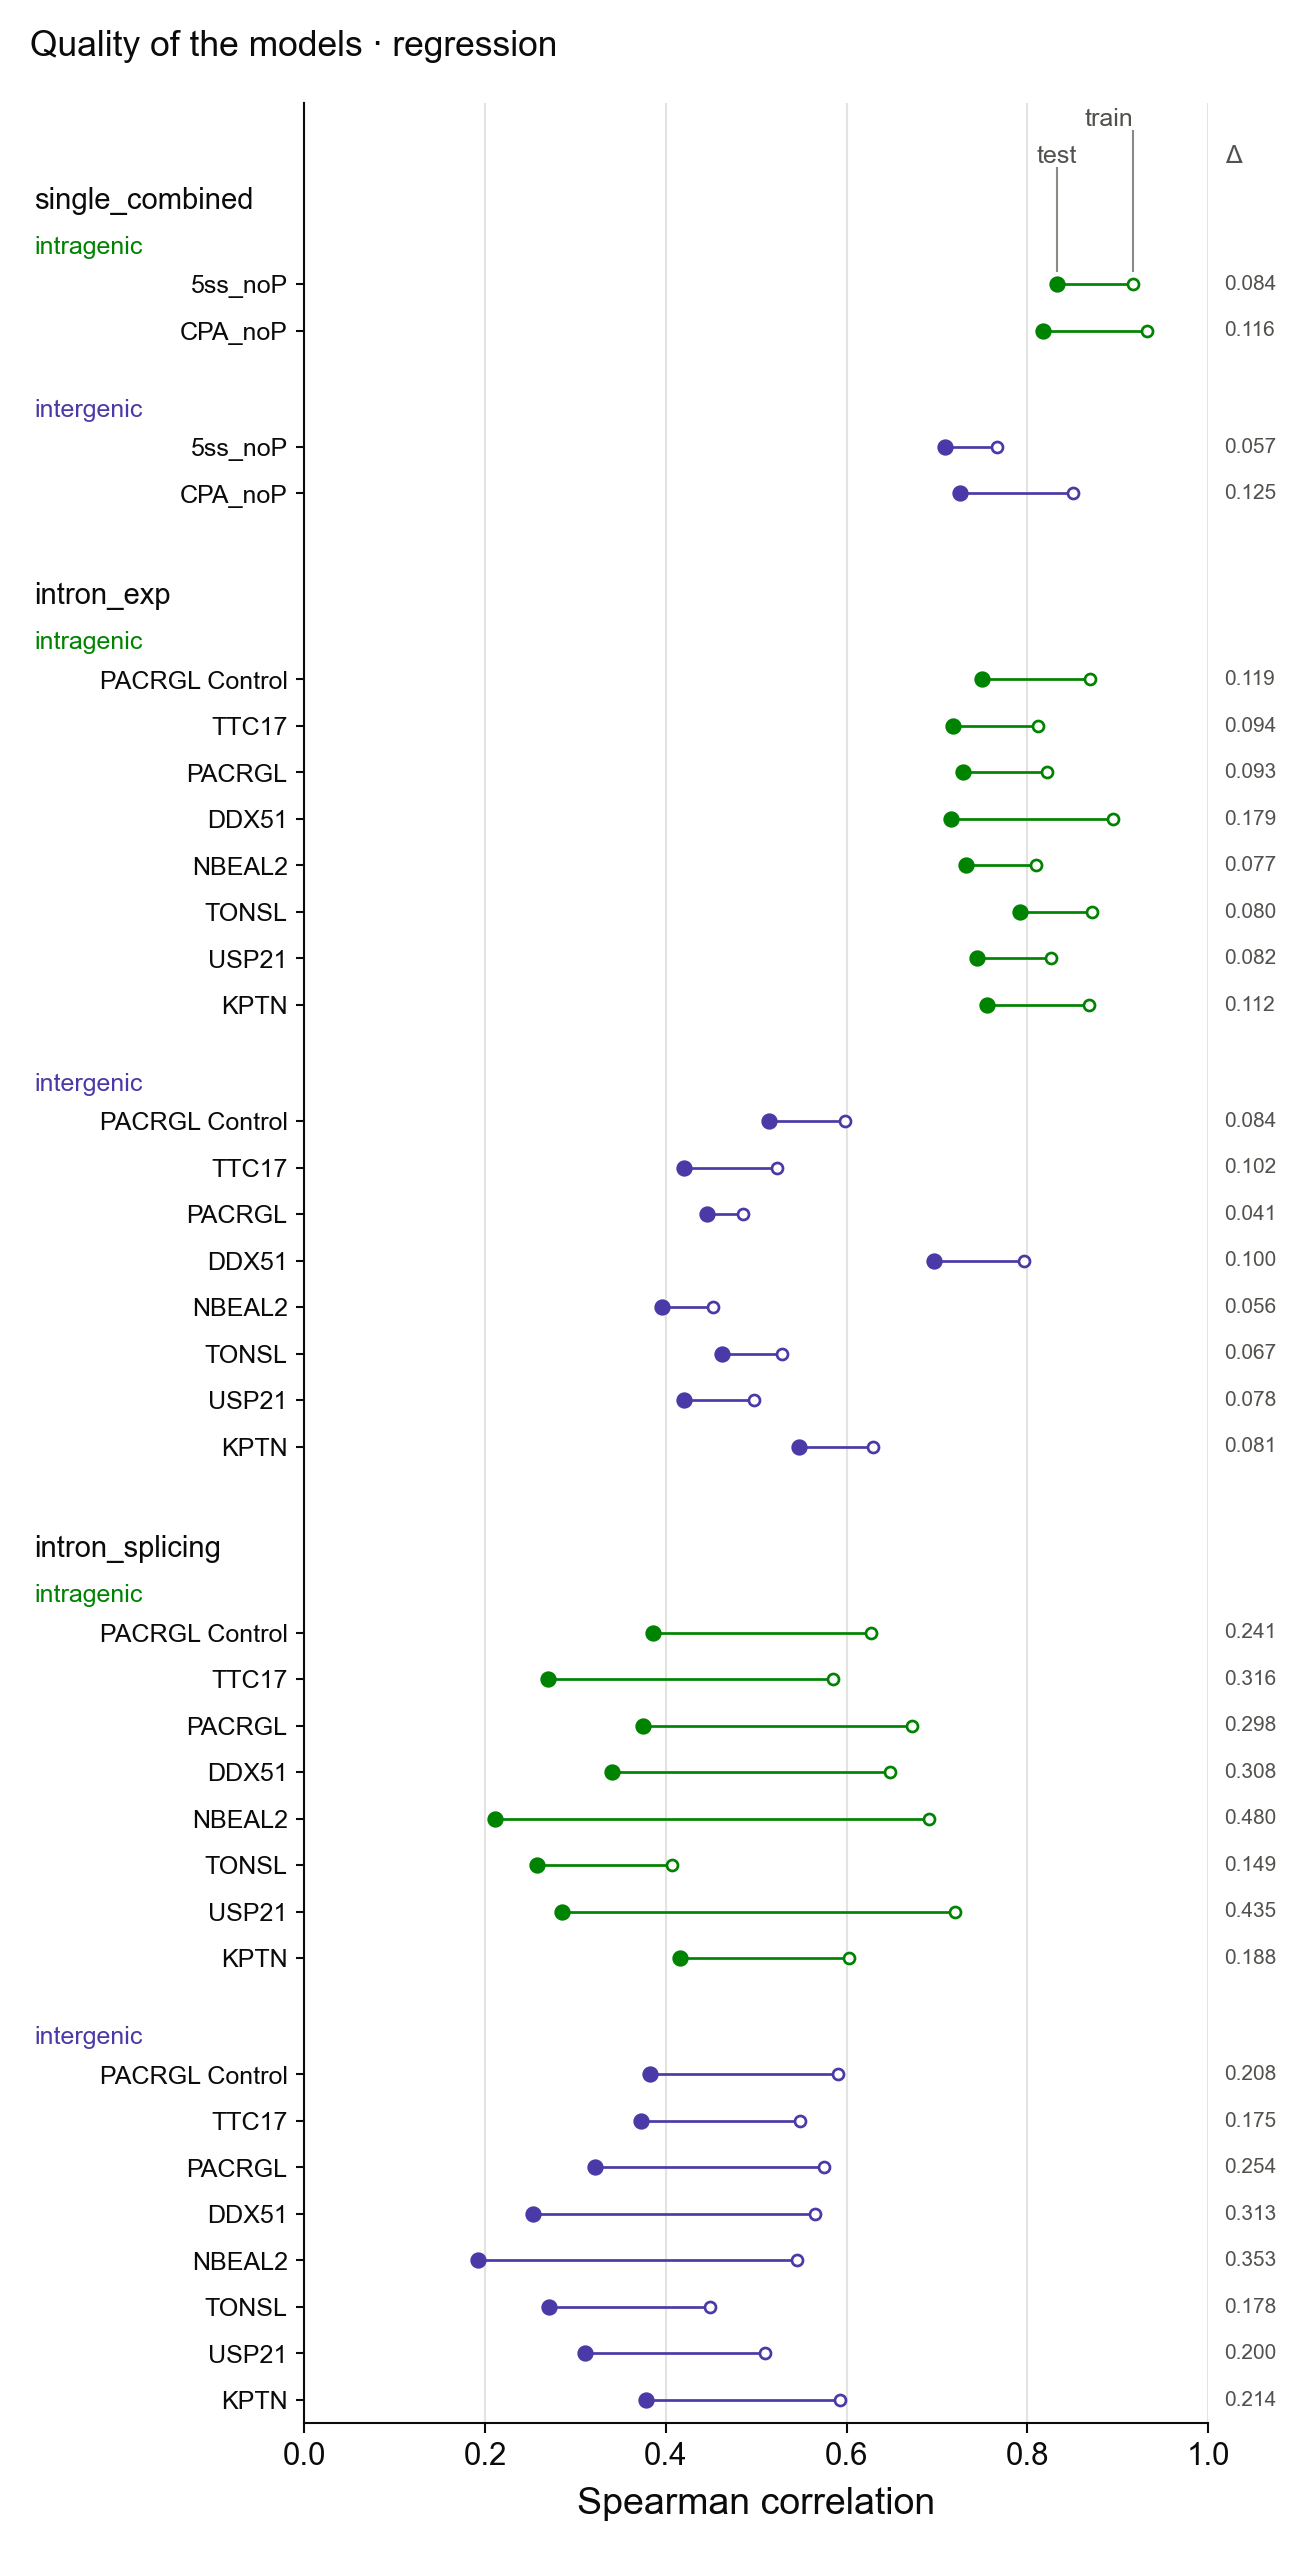 Quality of the models · regression
train
test
Δ
single_combined
intragenic
5ss_noP 0.084
CPA_noP 0.116
intergenic
5ss_noP 0.057
CPA_noP 0.125
intron_exp
intragenic
PACRGL Control 0.119
TTC17 0.094
PACRGL 0.093
DDX51 0.179
NBEAL2 0.077
TONSL 0.080
USP21 0.082
KPTN 0.112
intergenic
PACRGL Control 0.084
TTC17 0.102
PACRGL 0.041
DDX51 0.100
NBEAL2 0.056
TONSL 0.067
USP21 0.078
KPTN 0.081
intron_splicing
intragenic
PACRGL Control 0.241
TTC17 0.316
PACRGL 0.298
DDX51 0.308
NBEAL2 0.480
TONSL 0.149
USP21 0.435
KPTN 0.188
intergenic
PACRGL Control 0.208
TTC17 0.175
PACRGL 0.254
DDX51 0.313
NBEAL2 0.353
TONSL 0.178
USP21 0.200
KPTN 0.214
0.0 0.2 0.4 0.6 0.8 1.0
Spearman correlation